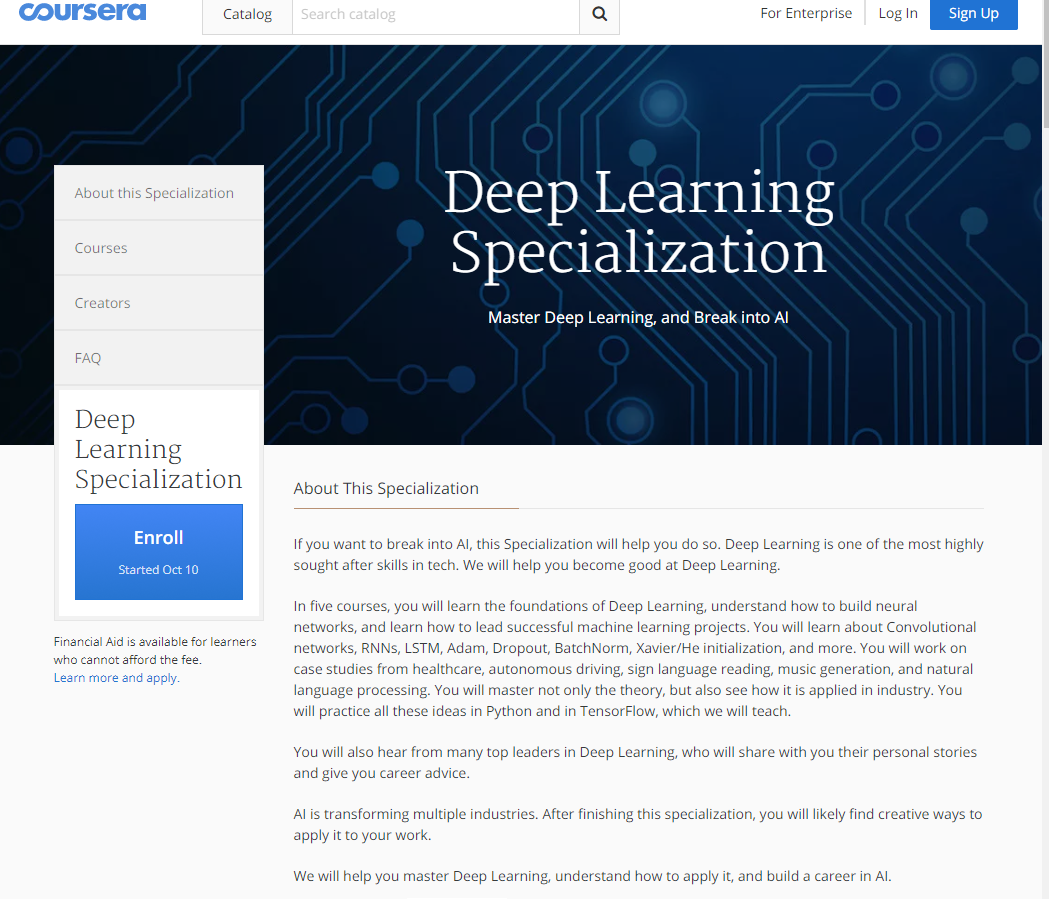 coursera
Catalog
Search catalog
For Enterprise
Log In
Sign Up
Deep Learning
Specialization
Master Deep Learning, and Break into AI
About this Specialization
Courses
Creators
FAQ
Deep
Learning
Specialization
Enroll
Started Oct 10
Financial Aid is available for learners
who cannot afford the fee.
Learn more and apply.
About This Specialization
If you want to break into AI, this Specialization will help you do so. Deep Learning is one of the most highly
sought after skills in tech. We will help you become good at Deep Learning.
In five courses, you will learn the foundations of Deep Learning, understand how to build neural
networks, and learn how to lead successful machine learning projects. You will learn about Convolutional
networks, RNNs, LSTM, Adam, Dropout, BatchNorm, Xavier/He initialization, and more. You will work on
case studies from healthcare, autonomous driving, sign language reading, music generation, and natural
language processing. You will master not only the theory, but also see how it is applied in industry. You
will practice all these ideas in Python and in TensorFlow, which we will teach.
You will also hear from many top leaders in Deep Learning, who will share with you their personal stories
and give you career advice.
AI is transforming multiple industries. After finishing this specialization, you will likely find creative ways to
apply it to your work.
We will help you master Deep Learning, understand how to apply it, and build a career in AI.